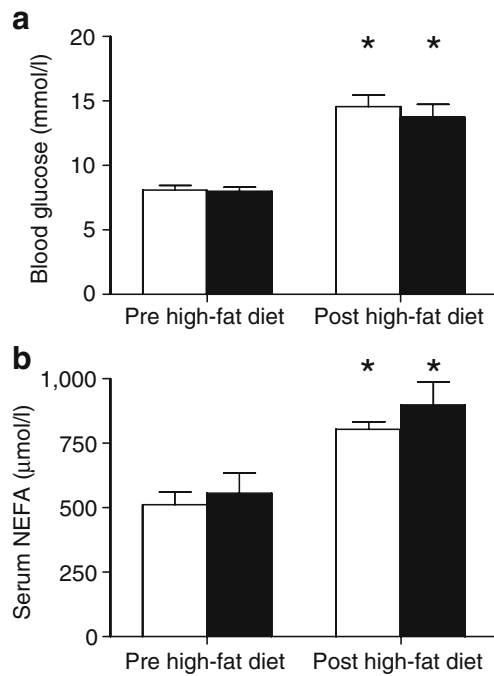 a
Blood glucose (mmol/l)
20
15
10
5
0
* *
Pre high-fat diet Post high-fat diet
b
Serum NEFA (μmol/l)
1,000
750
500
250
0
* *
Pre high-fat diet Post high-fat diet